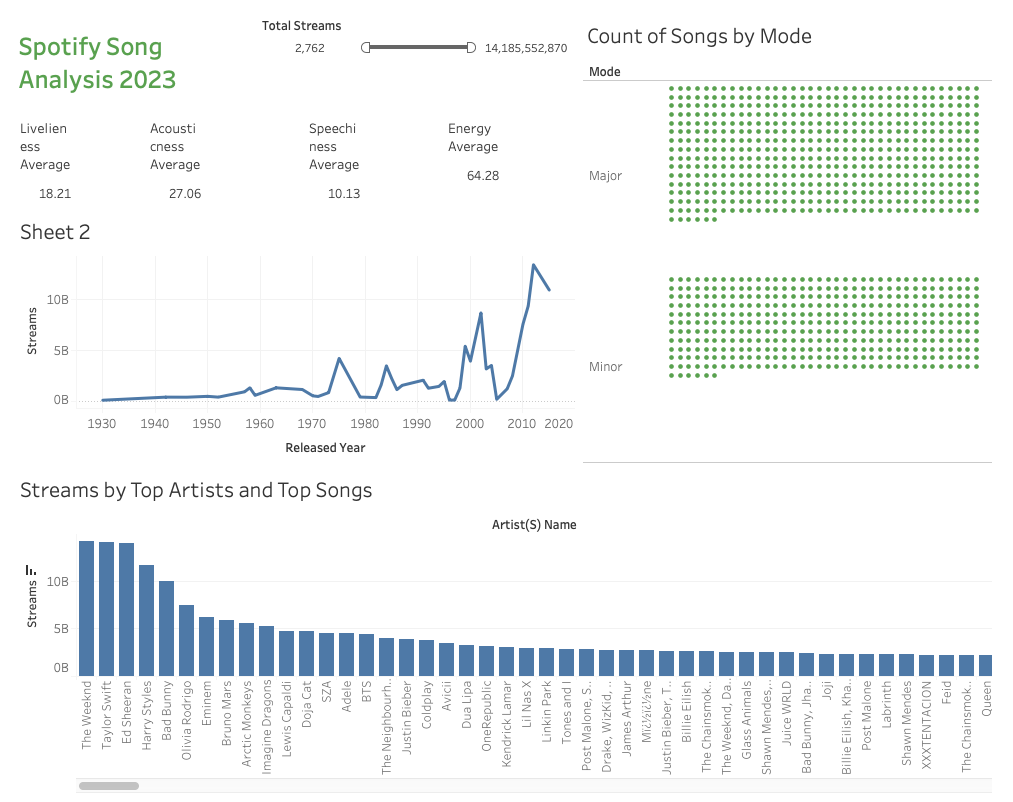 Spotify Song
Analysis 2023
Total Streams
2,762
14,185,552,870
Livelien
ess
Average
18.21
Acousti
cness
Average
27.06
Speechi
ness
Average
10.13
Energy
Average
64.28
Count of Songs by Mode
Mode
Major
Minor
Sheet 2
Streams
10B
5B
0B
1930 1940 1950 1960 1970 1980 1990 2000 2010 2020
Released Year
Streams by Top Artists and Top Songs
Artist(S) Name
Streams
10B
5B
0B
The Weeknd
Taylor Swift
Ed Sheeran
Harry Styles
Bad Bunny
Olivia Rodrigo
Eminem
Bruno Mars
Arctic Monkeys
Imagine Dragons
Lewis Capaldi
Doja Cat
SZA
Adele
BTS
The Neighbourh..
Justin Bieber
Coldplay
Avicii
Dua Lipa
OneRepublic
Kendrick Lamar
Lil Nas X
Linkin Park
Tones and I
Post Malone, S..
Drake, WizKid, ..
James Arthur
Miï¿½ï¿½ne
Justin Bieber, T..
Billie Eilish
The Chainsmok..
The Weeknd, Da..
Glass Animals
Shawn Mendes,..
Juice WRLD
Bad Bunny, Jha..
Joji
Billie Eilish, Kha..
Post Malone
Labrinth
Shawn Mendes
XXXTENTACION
Feid
The Chainsmok..
Queen